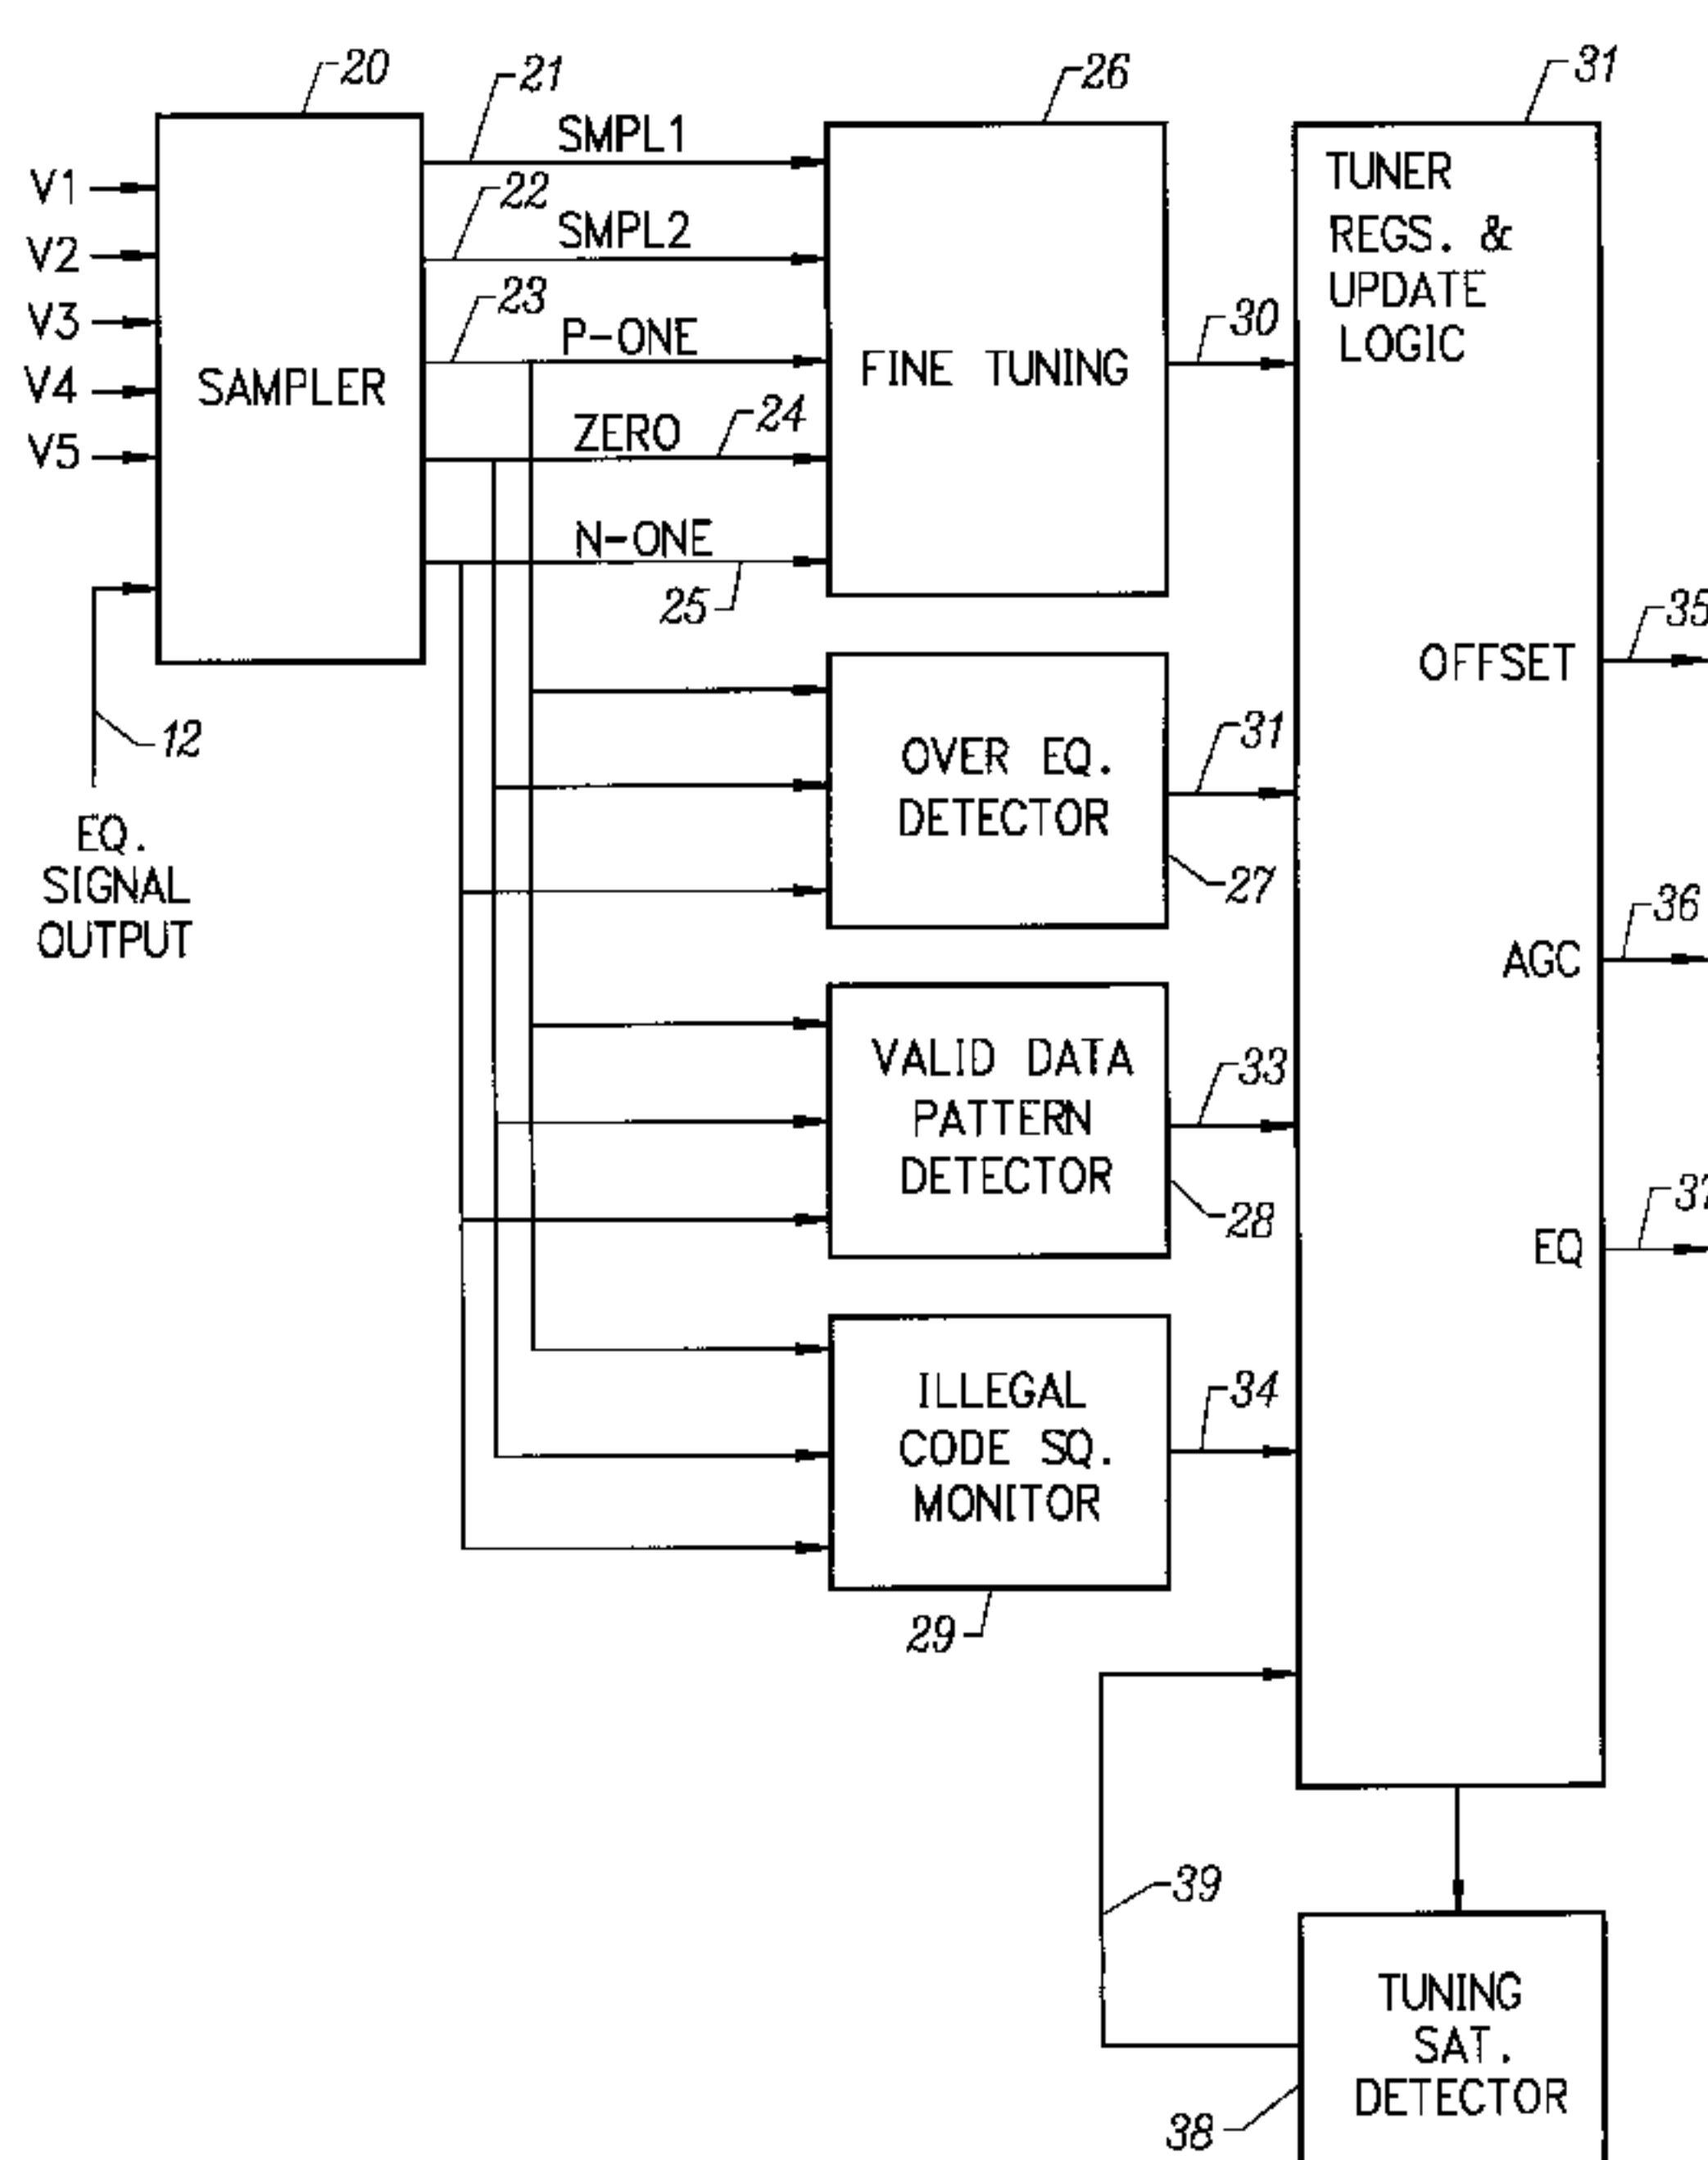 20
21
26
31
V1
V2
V3
V4
V5
SAMPLER
SMPL1
22
SMPL2
23
P-ONE
ZERO
24
N-ONE
25
FINE TUNING
30
TUNER
REGS. &
UPDATE
LOGIC
12
EQ.
SIGNAL
OUTPUT
OVER EQ.
DETECTOR
31
27
OFFSET
35
AGC
36
VALID DATA
PATTERN
DETECTOR
33
28
EQ
37
ILLEGAL
CODE SQ.
MONITOR
34
29
39
TUNING
SAT.
DETECTOR
38